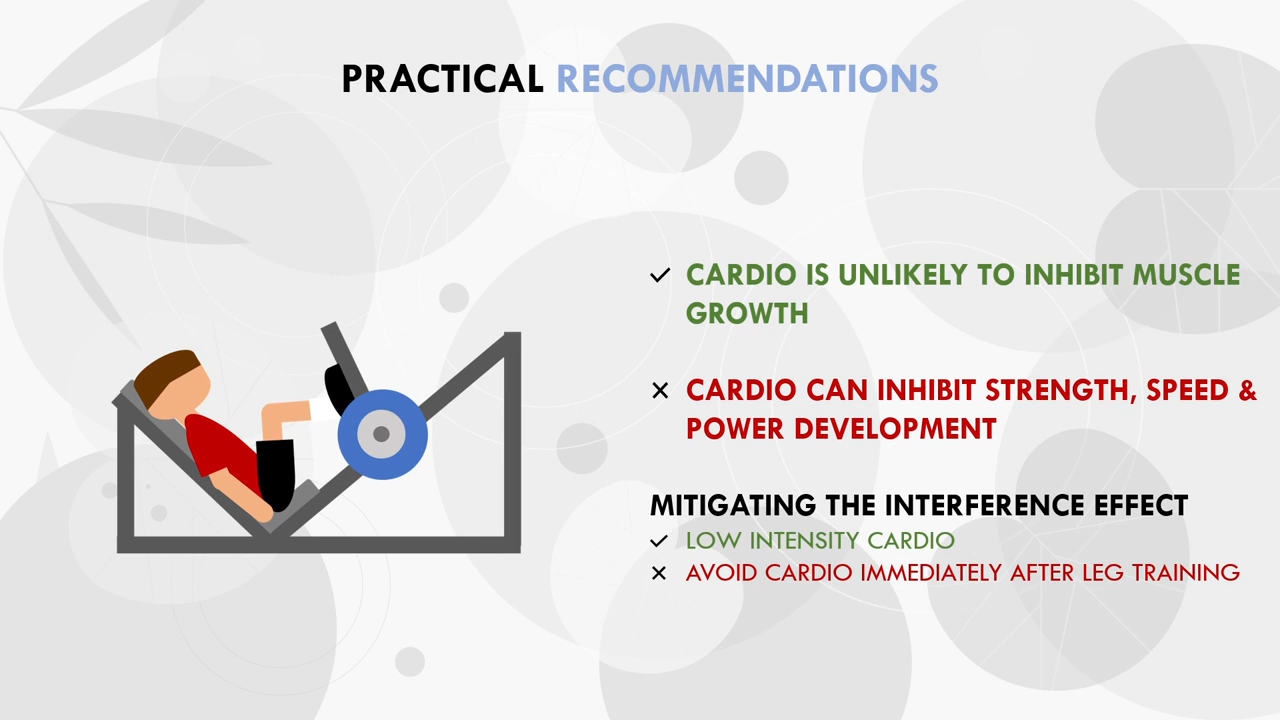 PRACTICAL RECOMMENDATIONS
✓ CARDIO IS UNLIKELY TO INHIBIT MUSCLE
GROWTH
✕ CARDIO CAN INHIBIT STRENGTH, SPEED &
POWER DEVELOPMENT
MITIGATING THE INTERFERENCE EFFECT
✓ LOW INTENSITY CARDIO
✕ AVOID CARDIO IMMEDIATELY AFTER LEG TRAINING